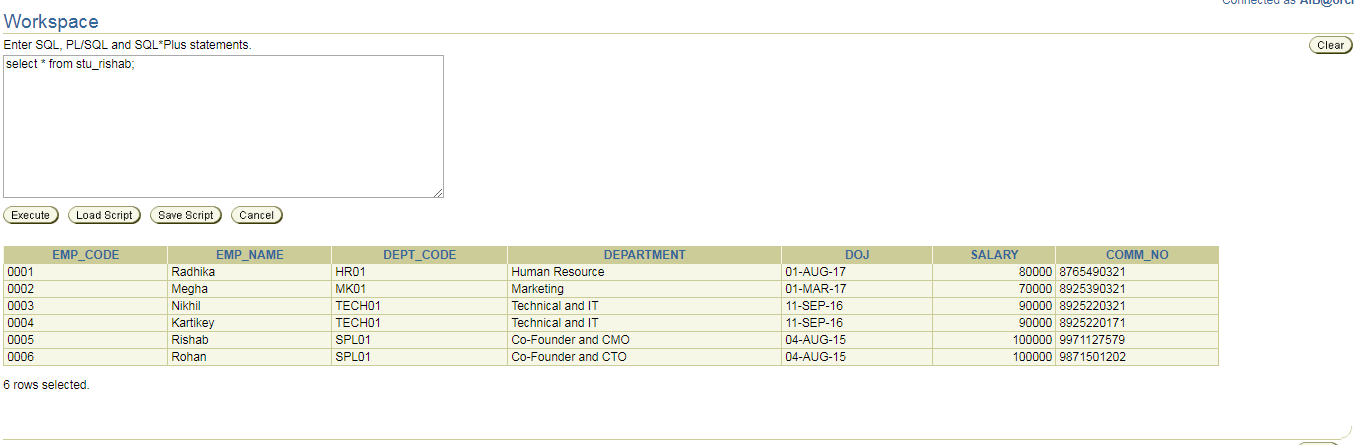 Connected as AIB@orcl
Workspace
Enter SQL, PL/SQL and SQL*Plus statements.
Clear
select * from stu_rishab;
Execute Load Script Save Script Cancel
EMP_CODE EMP_NAME DEPT_CODE DEPARTMENT DOJ SALARY COMM_NO
0001 Radhika HR01 Human Resource 01-AUG-17 80000 8765490321
0002 Megha MK01 Marketing 01-MAR-17 70000 8925390321
0003 Nikhil TECH01 Technical and IT 11-SEP-16 90000 8925220321
0004 Kartikey TECH01 Technical and IT 11-SEP-16 90000 8925220171
0005 Rishab SPL01 Co-Founder and CMO 04-AUG-15 100000 9971127579
0006 Rohan SPL01 Co-Founder and CTO 04-AUG-15 100000 9871501202
6 rows selected.